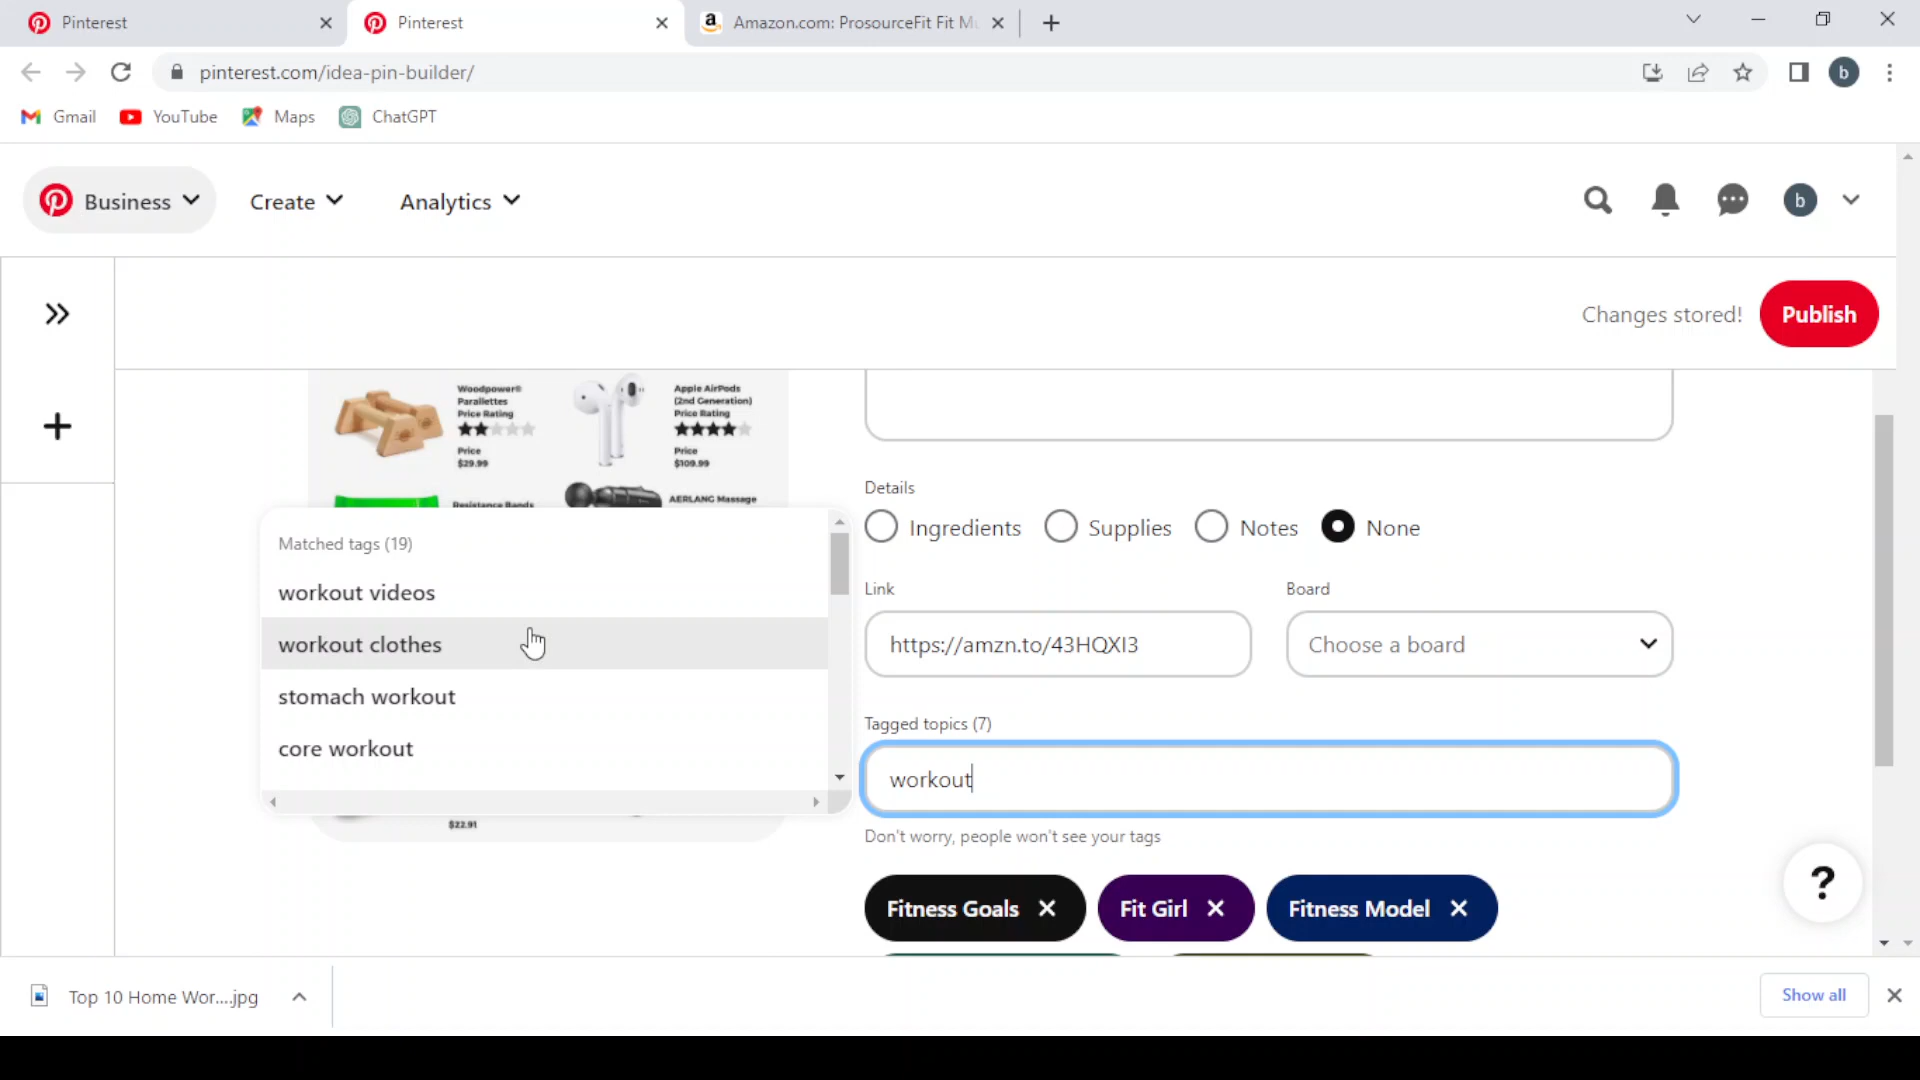 Pinterest
Pinterest
Amazon.com: ProsourceFit Fit Mu
pinterest.com/idea-pin-builder/
b
Gmail
YouTube
Maps
ChatGPT
Business
Create
Analytics
b
Changes stored!
Publish
Woodpower®
Parallettes
Price Rating
Price
$29.99
Apple AirPods
(2nd Generation)
Price Rating
Price
$109.99
Resistance Bands
AERLANG Massage
Details
Ingredients
Supplies
Notes
None
Matched tags (19)
workout videos
workout clothes
stomach workout
core workout
Link
https://amzn.to/43HQXI3
Board
Choose a board
Tagged topics (7)
workout
$22.91
Don't worry, people won't see your tags
Fitness Goals
Fit Girl
Fitness Model
?
Top 10 Home Wor....jpg
Show all